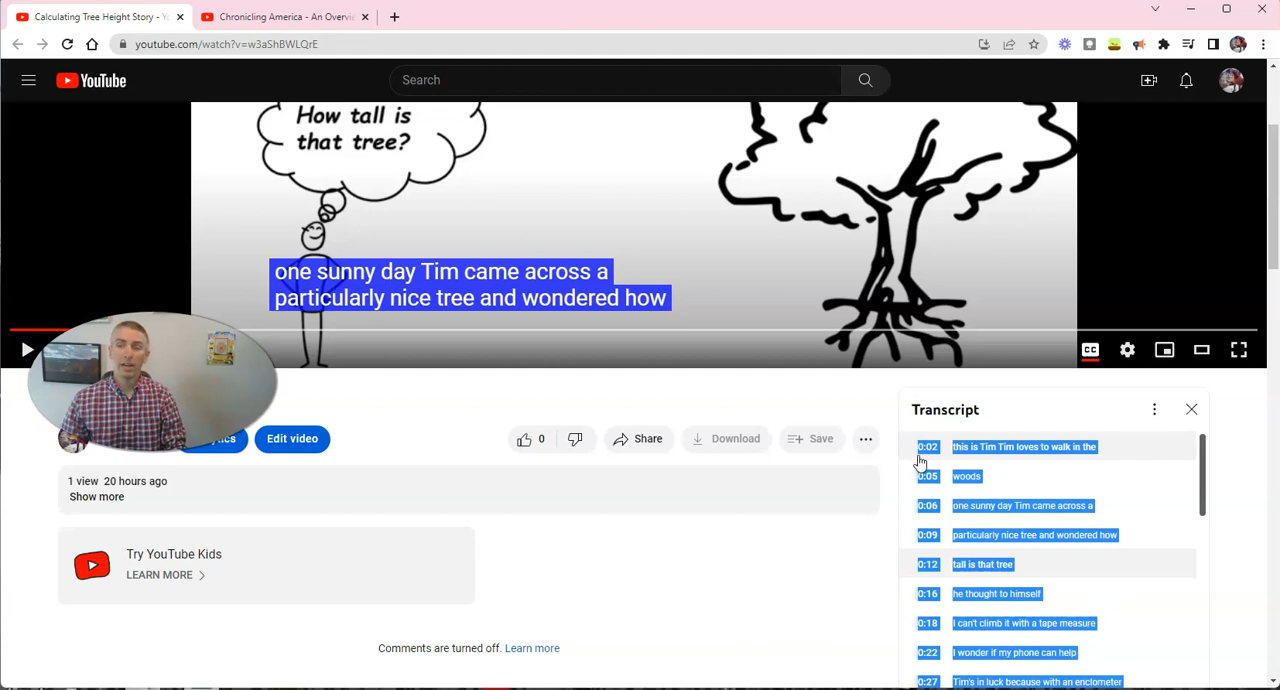 Calculating Tree Height Story - Y
Chronicling America - An Overvi
youtube.com/watch?v=w3aShBWLQrE
YouTube
Search
How tall is
that tree?
one sunny day Tim came across a
particularly nice tree and wondered how
CC
tics
Edit video
0
Share
Download
Save
1 view 20 hours ago
Show more
Try YouTube Kids
LEARN MORE
Comments are turned off. Learn more
Transcript
0:02 this is Tim Tim loves to walk in the
0:05 woods
0:06 one sunny day Tim came across a
0:09 particularly nice tree and wondered how
0:12 tall is that tree
0:16 he thought to himself
0:18 I can't climb it with a tape measure
0:22 I wonder if my phone can help
0:27 Tim's in luck because with an enclometer